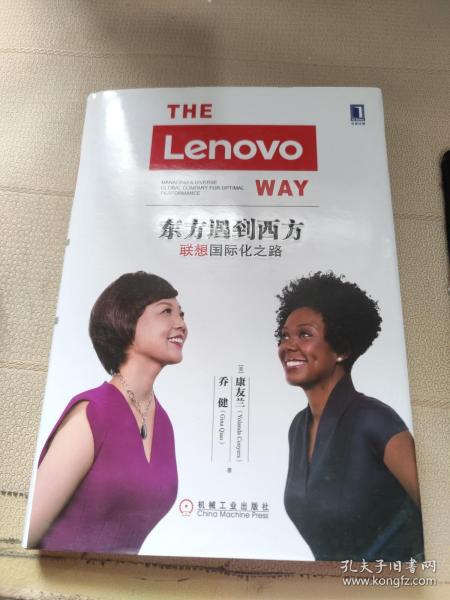 THE
Lenovo
MANAGING A DIVERSE
GLOBAL COMPANY FOR OPTIMAL
PERFORMANCE
WAY
东方遇到西方
联想国际化之路
[美] 康友兰 (Yolanda Conyers)
乔健 (Gina Qiao)
著
机械工业出版社
China Machine Press
孔夫子旧书网
www.kongfz.com